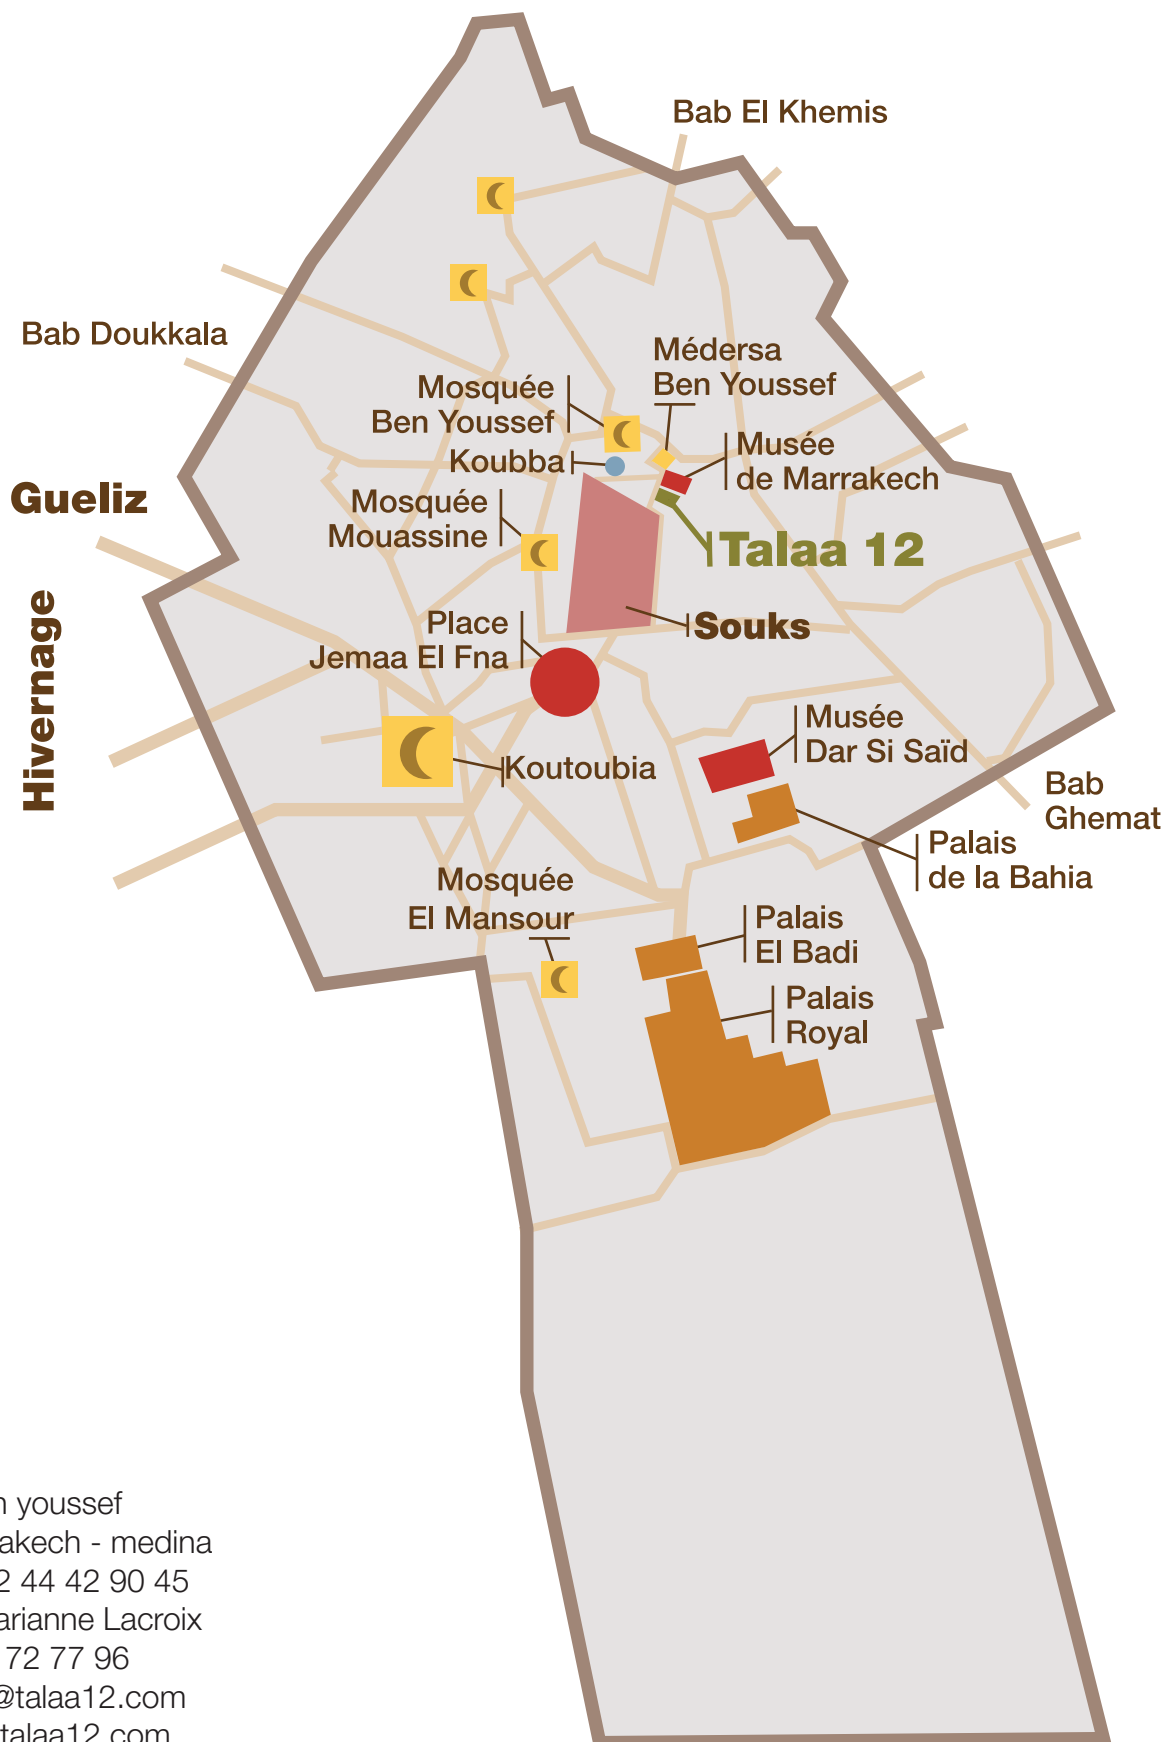 Bab El Khemis
Bab Doukkala
Médersa
Ben Youssef
Mosquée
Ben Youssef
Koubba
Musée
de Marrakech
Gueliz
Mosquée
Mouassine
Talaa 12
Hivernage
Place
Jemaa El Fna
Souks
Musée
Dar Si Saïd
Koutoubia
Bab
Ghemat
Palais
de la Bahia
Mosquée
El Mansour
Palais
El Badi
Palais
Royal
n youssef
akech - medina
2 44 42 90 45
arianne Lacroix
72 77 96
@talaa12.com
talaa12.com